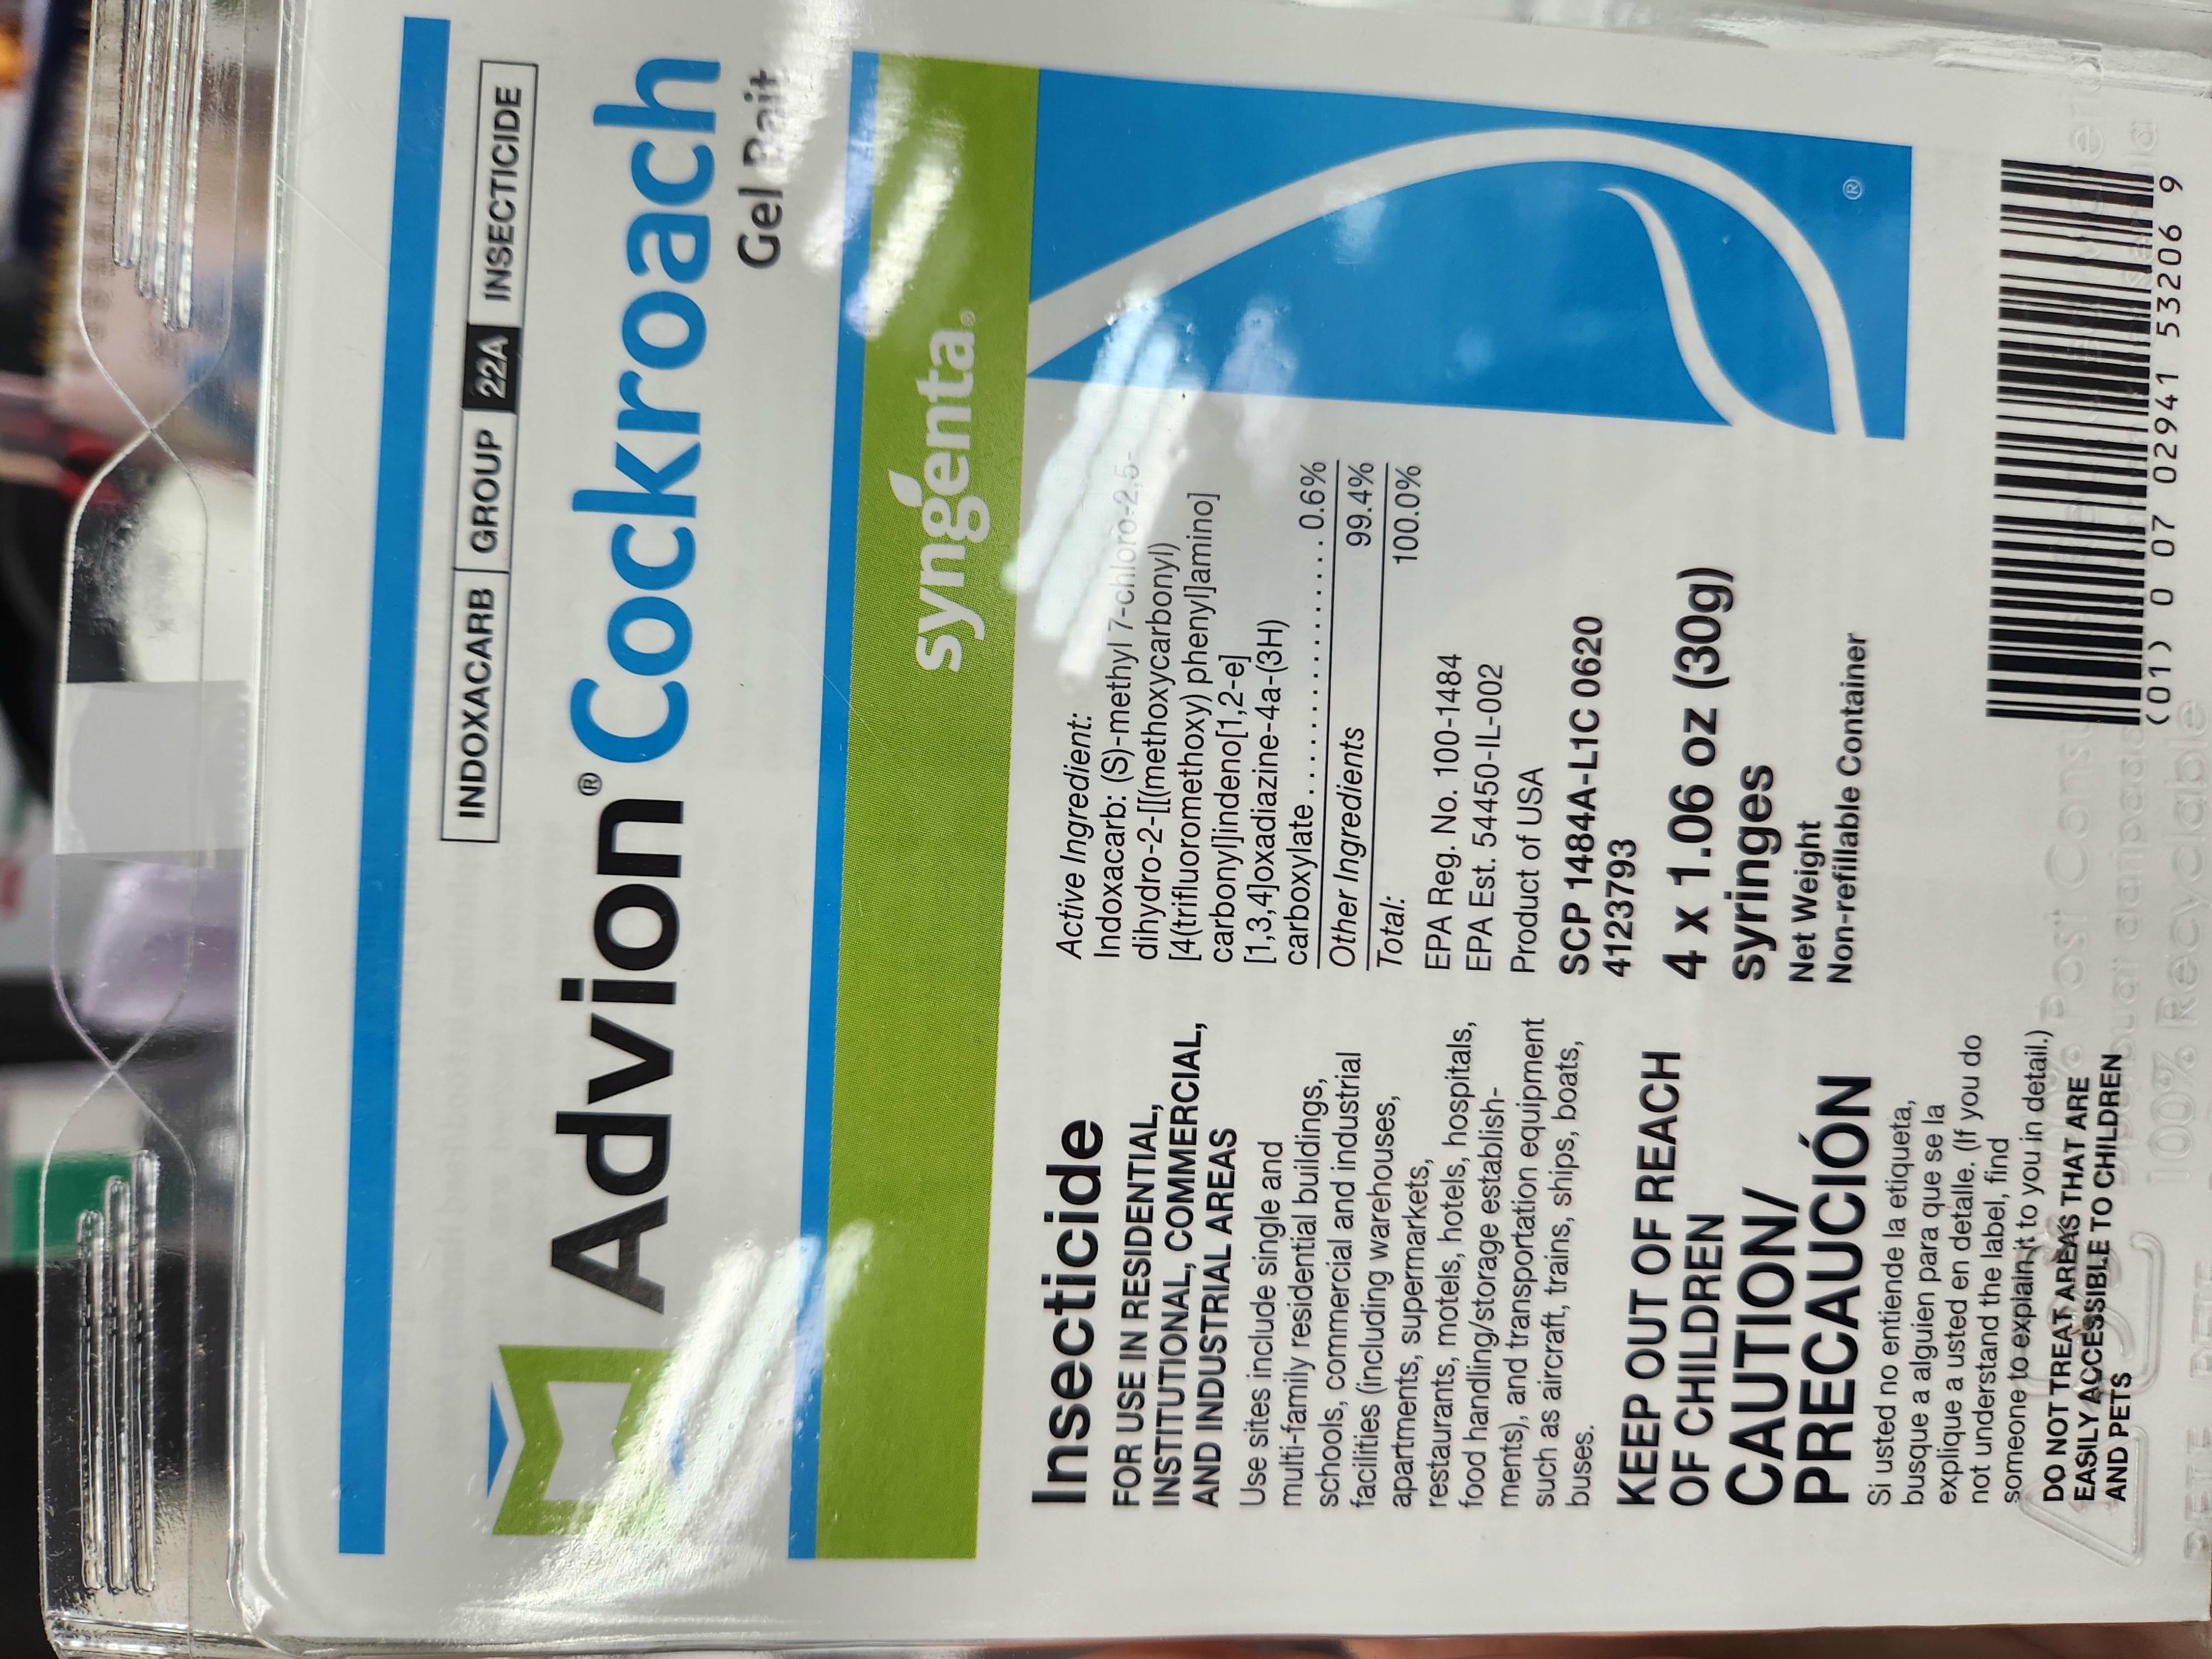 INDOXACARB GROUP 22A INSECTICIDE
Advion® Cockroach
Gel Bait
syngenta®
Insecticide
FOR USE IN RESIDENTIAL,
INSTITUTIONAL, COMMERCIAL,
AND INDUSTRIAL AREAS
Use sites include single and
multi-family residential buildings,
schools, commercial and industrial
facilities (including warehouses,
apartments, supermarkets,
restaurants, motels, hotels, hospitals,
food handling/storage establish-
ments), and transportation equipment
such as aircraft, trains, ships, boats,
buses.
KEEP OUT OF REACH
OF CHILDREN
CAUTION/
PRECAUCIÓN
Si usted no entiende la etiqueta,
busque a alguien para que se la
explique a usted en detalle. (If you do
not understand the label, find
someone to explain it to you in detail.)
DO NOT TREAT AREAS THAT ARE
EASILY ACCESSIBLE TO CHILDREN
AND PETS
Active Ingredient:
Indoxacarb: (S)-methyl 7-chloro-2,5-
dihydro-2-[[(methoxycarbonyl)
[4(trifluoromethoxy) phenyl]amino]
carbonyl]indeno[1,2-e]
[1,3,4]oxadiazine-4a-(3H)
carboxylate . . . . . . . . . . . . . . . . . . . . 0.6%
Other Ingredients 99.4%
Total: 100.0%
EPA Reg. No. 100-1484
EPA Est. 54450-IL-002
Product of USA
SCP 1484A-L1C 0620
4123793
4 x 1.06 oz (30g)
syringes
Net Weight
Non-refillable Container
®
(01) 0 07 02941 53206 9
Post Cons
100% Recyclable
PETE